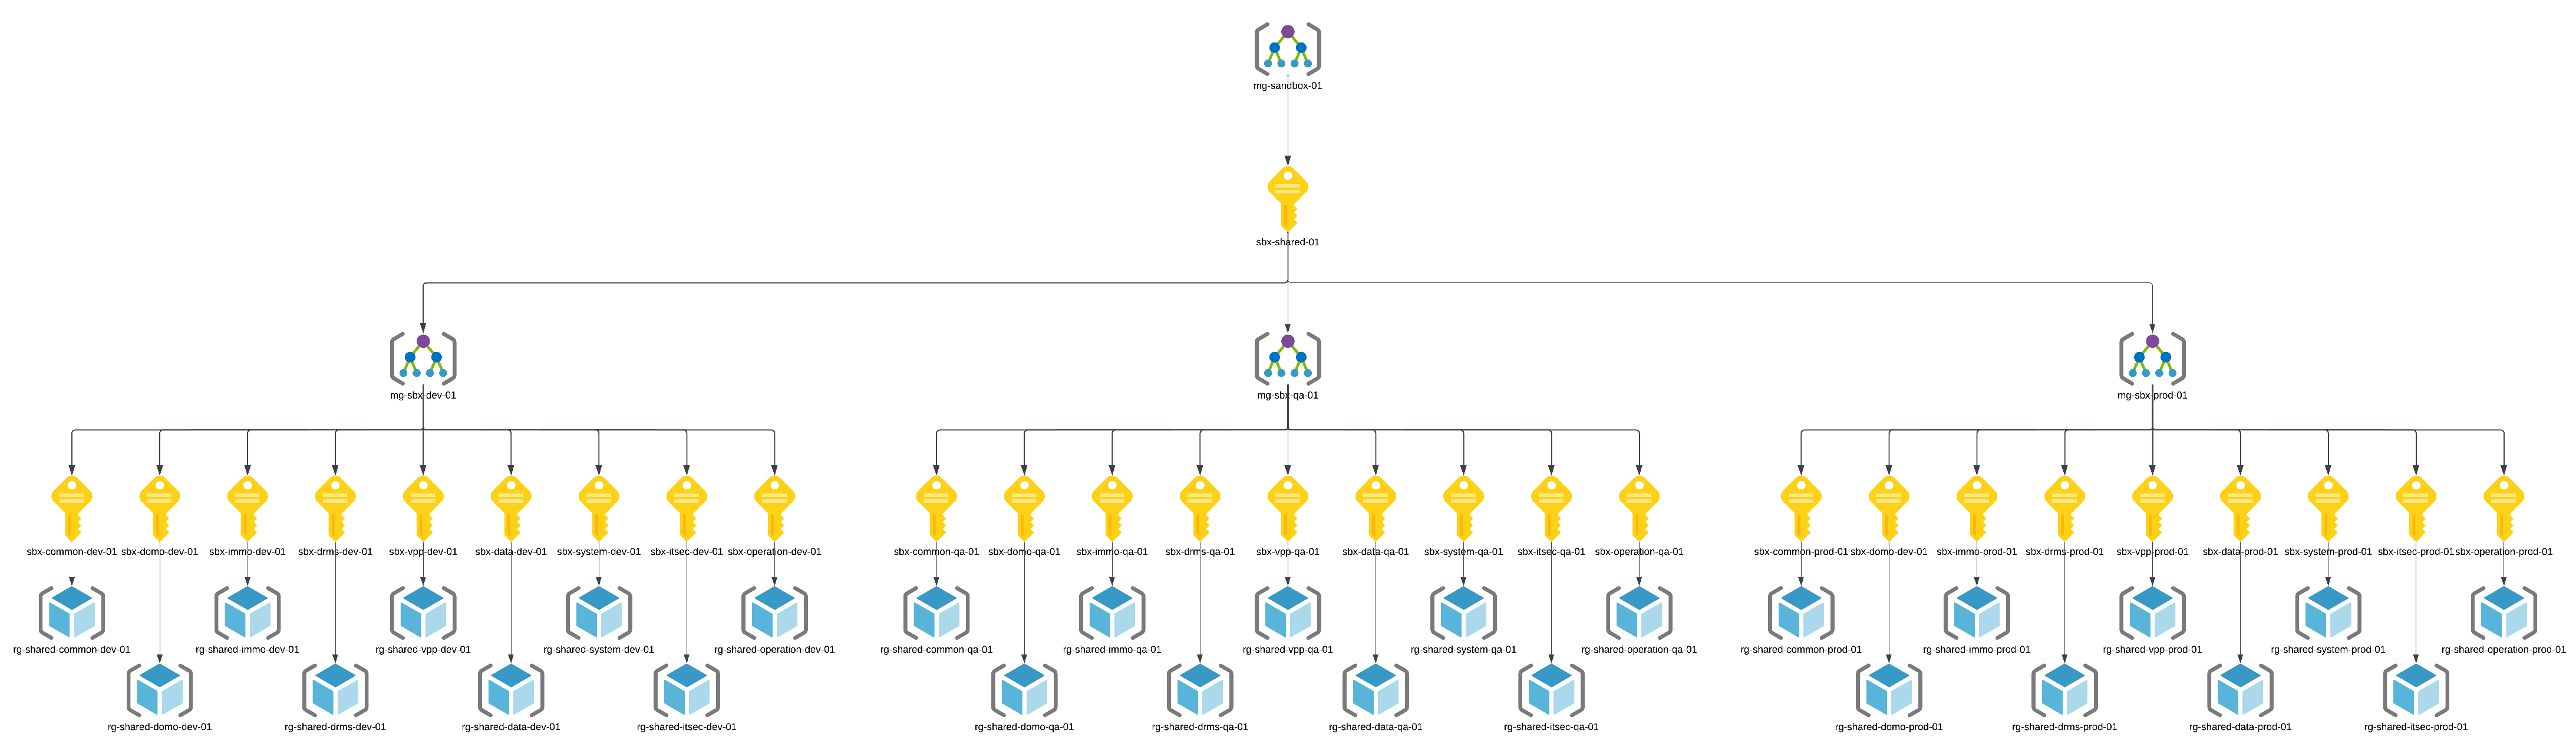 mg-sandbox-01
sbx-shared-01
mg-sbx-dev-01
mg-sbx-qa-01
mg-sbx-prod-01
sbx-common-dev-01
sbx-domo-dev-01
sbx-immo-dev-01
sbx-drms-dev-01
sbx-vpp-dev-01
sbx-data-dev-01
sbx-system-dev-01
sbx-itsec-dev-01
sbx-operation-dev-01
sbx-common-qa-01
sbx-domo-qa-01
sbx-immo-qa-01
sbx-drms-qa-01
sbx-vpp-qa-01
sbx-data-qa-01
sbx-system-qa-01
sbx-itsec-qa-01
sbx-operation-qa-01
sbx-common-prod-01
sbx-domo-dev-01
sbx-immo-prod-01
sbx-drms-prod-01
sbx-vpp-prod-01
sbx-data-prod-01
sbx-system-prod-01
sbx-itsec-prod-01
sbx-operation-prod-01
rg-shared-common-dev-01
rg-shared-immo-dev-01
rg-shared-vpp-dev-01
rg-shared-system-dev-01
rg-shared-operation-dev-01
rg-shared-common-qa-01
rg-shared-immo-qa-01
rg-shared-vpp-qa-01
rg-shared-system-qa-01
rg-shared-operation-qa-01
rg-shared-common-prod-01
rg-shared-immo-prod-01
rg-shared-vpp-prod-01
rg-shared-system-prod-01
rg-shared-operation-prod-01
rg-shared-domo-dev-01
rg-shared-drms-dev-01
rg-shared-data-dev-01
rg-shared-itsec-dev-01
rg-shared-domo-qa-01
rg-shared-drms-qa-01
rg-shared-data-qa-01
rg-shared-itsec-qa-01
rg-shared-domo-prod-01
rg-shared-drms-prod-01
rg-shared-data-prod-01
rg-shared-itsec-prod-01